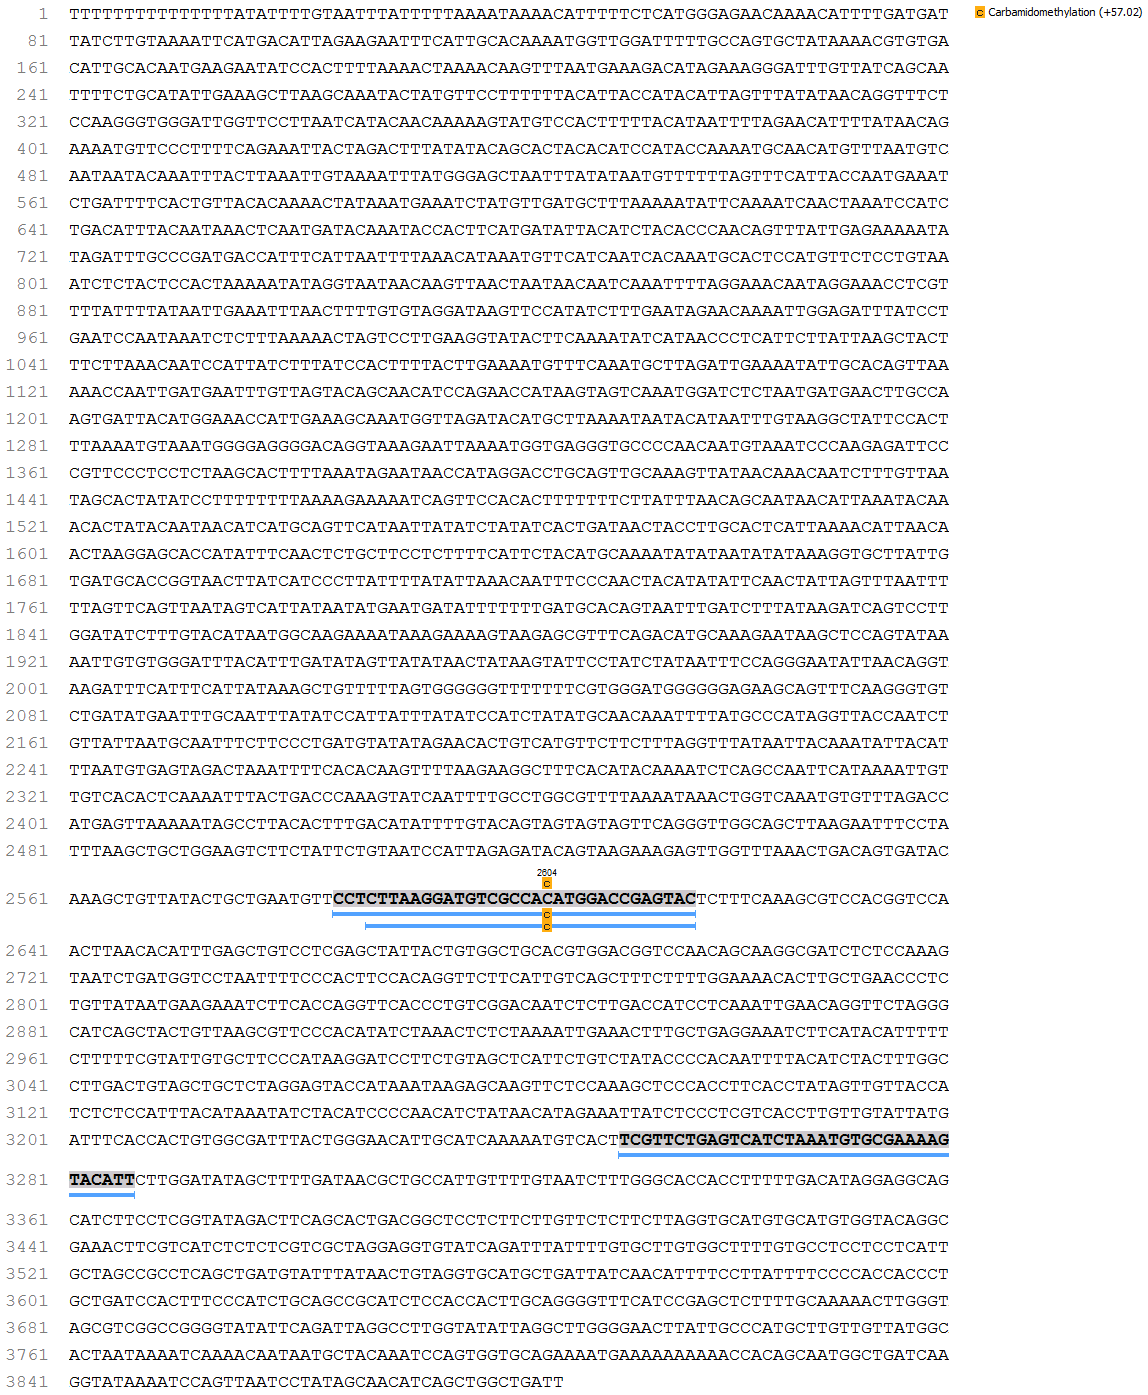 1 TTTTTTTTTTTTTTTATATTTTGTAATTTATTTTTAAAATAAAACATTTTTCTCATGGGAGAACAAAACATTTTGATGAT
C Carbamidomethylation (+57.02)
81 TATCTTGTAAAATTCATGACATTAGAAGAATTTCATTGCACAAAATGGTTGGATTTTTGCCAGTGCTATAAAACGTGTGA
161 CATTGCACAATGAAGAATATCCACTTTTAAAACTAAAACAAGTTTAATGAAAGACATAGAAAGGGATTTGTTATCAGCAA
241 TTTTCTGCATATTGAAAGCTTAAGCAAATACTATGTTCCTTTTTTACATTACCATACATTAGTTTATATAACAGGTTTCT
321 CCAAGGGTGGGATTGGTTCCTTAATCATACAACAAAAAGTATGTCCACTTTTTACATAATTTTAGAACATTTTATAACAG
401 AAAATGTTCCCTTTTCAGAAATTACTAGACTTTATATACAGCACTACACATCCATACCAAAATGCAACATGTTTAATGTC
481 AATAATACAAATTTACTTAAATTGTAAAATTTATGGGAGCTAATTTATATAATGTTTTTTAGTTTCATTACCAATGAAAT
561 CTGATTTTCACTGTTACACAAAACTATAAATGAAATCTATGTTGATGCTTTAAAAATATTCAAAATCAACTAAATCCATC
641 TGACATTTACAATAAACTCAATGATACAAATACCACTTCATGATATTACATCTACACCCAACAGTTTATTGAGAAAAATA
721 TAGATTTGCCCGATGACCATTTCATTAATTTTAAACATAAATGTTCATCAATCACAAATGCACTCCATGTTCTCCTGTAA
801 ATCTCTACTCCACTAAAAATATAGGTAATAACAAGTTAACTAATAACAATCAAATTTTAGGAAACAATAGGAAACCTCGT
881 TTTATTTTATAATTGAAATTTAACTTTTGTGTAGGATAAGTTCCATATCTTTGAATAGAACAAAATTGGAGATTTATCCT
961 GAATCCAATAAATCTCTTTAAAAACTAGTCCTTGAAGGTATACTTCAAAATATCATAACCCTCATTCTTATTAAGCTACT
1041 TTCTTAAACAATCCATTATCTTTATCCACTTTTACTTGAAAATGTTTCAAATGCTTAGATTGAAAATATTGCACAGTTAA
1121 AAACCAATTGATGAATTTGTTAGTACAGCAACATCCAGAACCATAAGTAGTCAAATGGATCTCTAATGATGAACTTGCCA
1201 AGTGATTACATGGAAACCATTGAAAGCAAATGGTTAGATACATGCTTAAAATAATACATAATTTGTAAGGCTATTCCACT
1281 TTAAAATGTAAATGGGGAGGGGACAGGTAAAGAATTAAAATGGTGAGGGTGCCCCAACAATGTAAATCCCAAGAGATTCC
1361 CGTTCCCTCCTCTAAGCACTTTTAAATAGAATAACCATAGGACCTGCAGTTGCAAAGTTATAACAAACAATCTTTGTTAA
1441 TAGCACTATATCCTTTTTTTTAAAAGAAAAATCAGTTCCACACTTTTTTTCTTATTTAACAGCAATAACATTAAATACAA
1521 ACACTATACAATAACATCATGCAGTTCATAATTATATCTATATCACTGATAACTACCTTGCACTCATTAAAACATTAACA
1601 ACTAAGGAGCACCATATTTCAACTCTGCTTCCTCTTTTCATTCTACATGCAAAATATATAATATATAAAGGTGCTTATTG
1681 TGATGCACCGGTAACTTATCATCCCTTATTTTATATTAAACAATTTCCCAACTACATATATTCAACTATTAGTTTAATTT
1761 TTAGTTCAGTTAATAGTCATTATAATATGAATGATATTTTTTTGATGCACAGTAATTTGATCTTTATAAGATCAGTCCTT
1841 GGATATCTTTGTACATAATGGCAAGAAAATAAAGAAAAGTAAGAGCGTTTCAGACATGCAAAGAATAAGCTCCAGTATAA
1921 AATTGTGTGGGATTTACATTTGATATAGTTATATAACTATAAGTATTCCTATCTATAATTTCCAGGGAATATTAACAGGT
2001 AAGATTTCATTTCATTATAAAGCTGTTTTTAGTGGGGGGTTTTTTTCGTGGGATGGGGGGAGAAGCAGTTTCAAGGGTGT
2081 CTGATATGAATTTGCAATTTATATCCATTATTTATATCCATCTATATGCAACAAATTTTATGCCCATAGGTTACCAATCT
2161 GTTATTAATGCAATTTCTTCCCTGATGTATATAGAACACTGTCATGTTCTTCTTTAGGTTTATAATTACAAATATTACAT
2241 TTAATGTGAGTAGACTAAATTTTCACACAAGTTTTAAGAAGGCTTTCACATACAAAATCTCAGCCAATTCATAAAATTGT
2321 TGTCACACTCAAAATTTACTGACCCAAAGTATCAATTTTGCCTGGCGTTTTAAAATAAACTGGTCAAATGTGTTTAGACC
2401 ATGAGTTAAAAATAGCCTTACACTTTGACATATTTTGTACAGTAGTAGTAGTTCAGGGTTGGCAGCTTAAGAATTTCCTA
2481 TTTAAGCTGCTGGAAGTCTTCTATTCTGTAATCCATTAGAGATACAGTAAGAAAGAGTTGGTTTAAACTGACAGTGATAC
2604
C
2561 AAAGCTGTTATACTGCTGAATGTTCCTCTTAAGGATGTCGCCACATGGACCGAGTACTCTTTCAAAGCGTCCACGGTCCA
C
C
2641 ACTTAACACATTTGAGCTGTCCTCGAGCTATTACTGTGGCTGCACGTGGACGGTCCAACAGCAAGGCGATCTCTCCAAAG
2721 TAATCTGATGGTCCTAATTTTCCCACTTCCACAGGTTCTTCATTGTCAGCTTTCTTTTGGAAAACACTTGCTGAACCCTC
2801 TGTTATAATGAAGAAATCTTCACCAGGTTCACCCTGTCGGACAATCTCTTGACCATCCTCAAATTGAACAGGTTCTAGGG
2881 CATCAGCTACTGTTAAGCGTTCCCACATATCTAAACTCTCTAAAATTGAAACTTTGCTGAGGAAATCTTCATACATTTTT
2961 CTTTTTCGTATTGTGCTTCCCATAAGGATCCTTCTGTAGCTCATTCTGTCTATACCCCACAATTTTACATCTACTTTGGC
3041 CTTGACTGTAGCTGCTCTAGGAGTACCATAAATAAGAGCAAGTTCTCCAAAGCTCCCACCTTCACCTATAGTTGTTACCA
3121 TCTCTCCATTTACATAAATATCTACATCCCCAACATCTATAACATAGAAATTATCTCCCTCGTCACCTTGTTGTATTATG
3201 ATTTCACCACTGTGGCGATTTACTGGGAACATTGCATCAAAAATGTCACTTCGTTCTGAGTCATCTAAATGTGCGAAAAG
3281 TACATTCTTGGATATAGCTTTTGATAACGCTGCCATTGTTTTGTAATCTTTGGGCACCACCTTTTTGACATAGGAGGCAG
3361 CATCTTCCTCGGTATAGACTTCAGCACTGACGGCTCCTCTTCTTGTTCTCTTCTTAGGTGCATGTGCATGTGGTACAGGC
3441 GAAACTTCGTCATCTCTCTCGTCGCTAGGAGGTGTATCAGATTTATTTTGTGCTTGTGGCTTTTGTGCCTCCTCCTCATT
3521 GCTAGCCGCCTCAGCTGATGTATTTATAACTGTAGGTGCATGCTGATTATCAACATTTTCCTTATTTTCCCCACCACCCT
3601 GCTGATCCACTTTCCCATCTGCAGCCGCATCTCCACCACTTGCAGGGGTTTCATCCGAGCTCTTTTGCAAAAACTTGGGT
3681 AGCGTCGGCCGGGGTATATTCAGATTAGGCCTTGGTATATTAGGCTTGGGGAACTTATTGCCCATGCTTGTTGTTATGGC
3761 ACTAATAAAATCAAAACAATAATGCTACAAATCCAGTGGTGCAGAAAATGAAAAAAAAAACCACAGCAATGGCTGATCAA
3841 GGTATAAAATCCAGTTAATCCTATAGCAACATCAGCTGGCTGATT